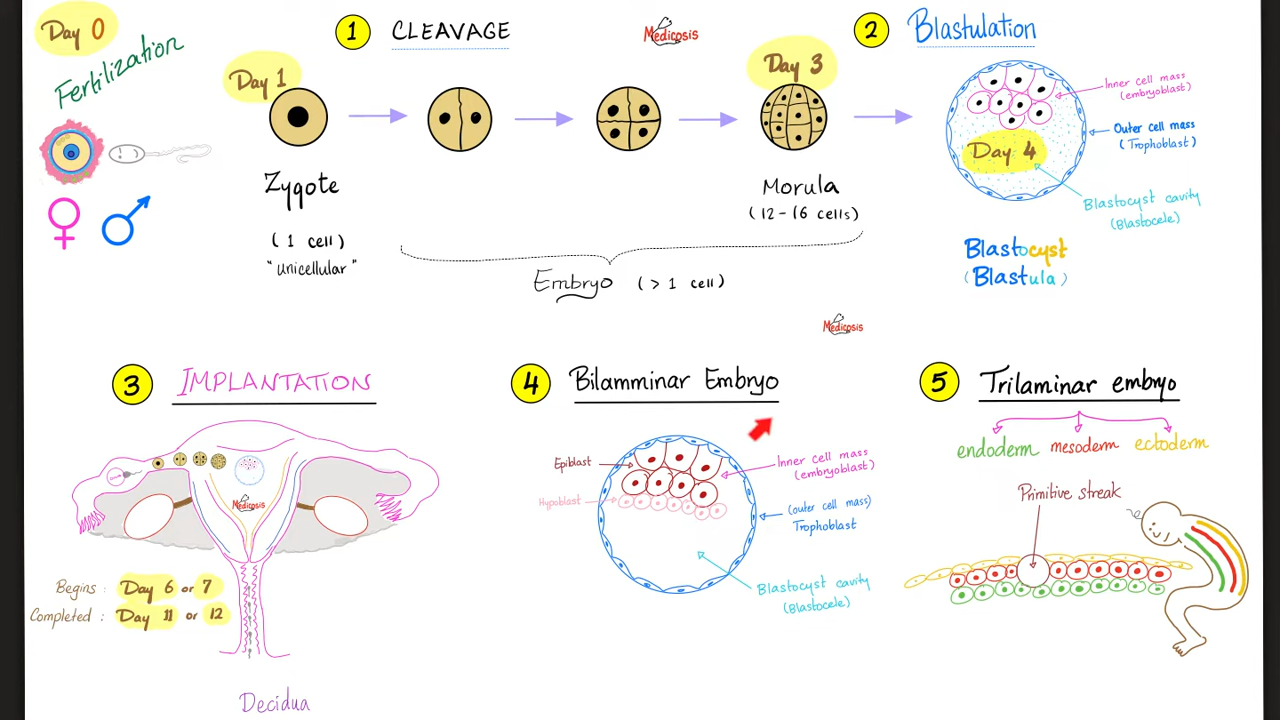 Day 0
Fertilization
1 CLEAVAGE
Medicosis
2 Blastulation
Day 1
Day 3
Inner cell mass
(embryoblast)
Outer cell mass
(Trophoblast)
Day 4
Blastocyst cavity
(Blastocele)
Zygote
(1 cell)
"unicellular"
Morula
(12-16 cells)
Embryo (> 1 cell)
Blastocyst
(Blastula)
Medicosis
3 IMPLANTATION
Medicosis
Begins : Day 6 or 7
Completed : Day 11 or 12
Decidua
4 Bilamminar Embryo
Epiblast
Hypoblast
Inner cell mass
(embryoblast)
(outer cell mass)
Trophoblast
Blastocyst cavity
(Blastocele)
5 Trilaminar embryo
endoderm mesoderm ectoderm
Primitive streak